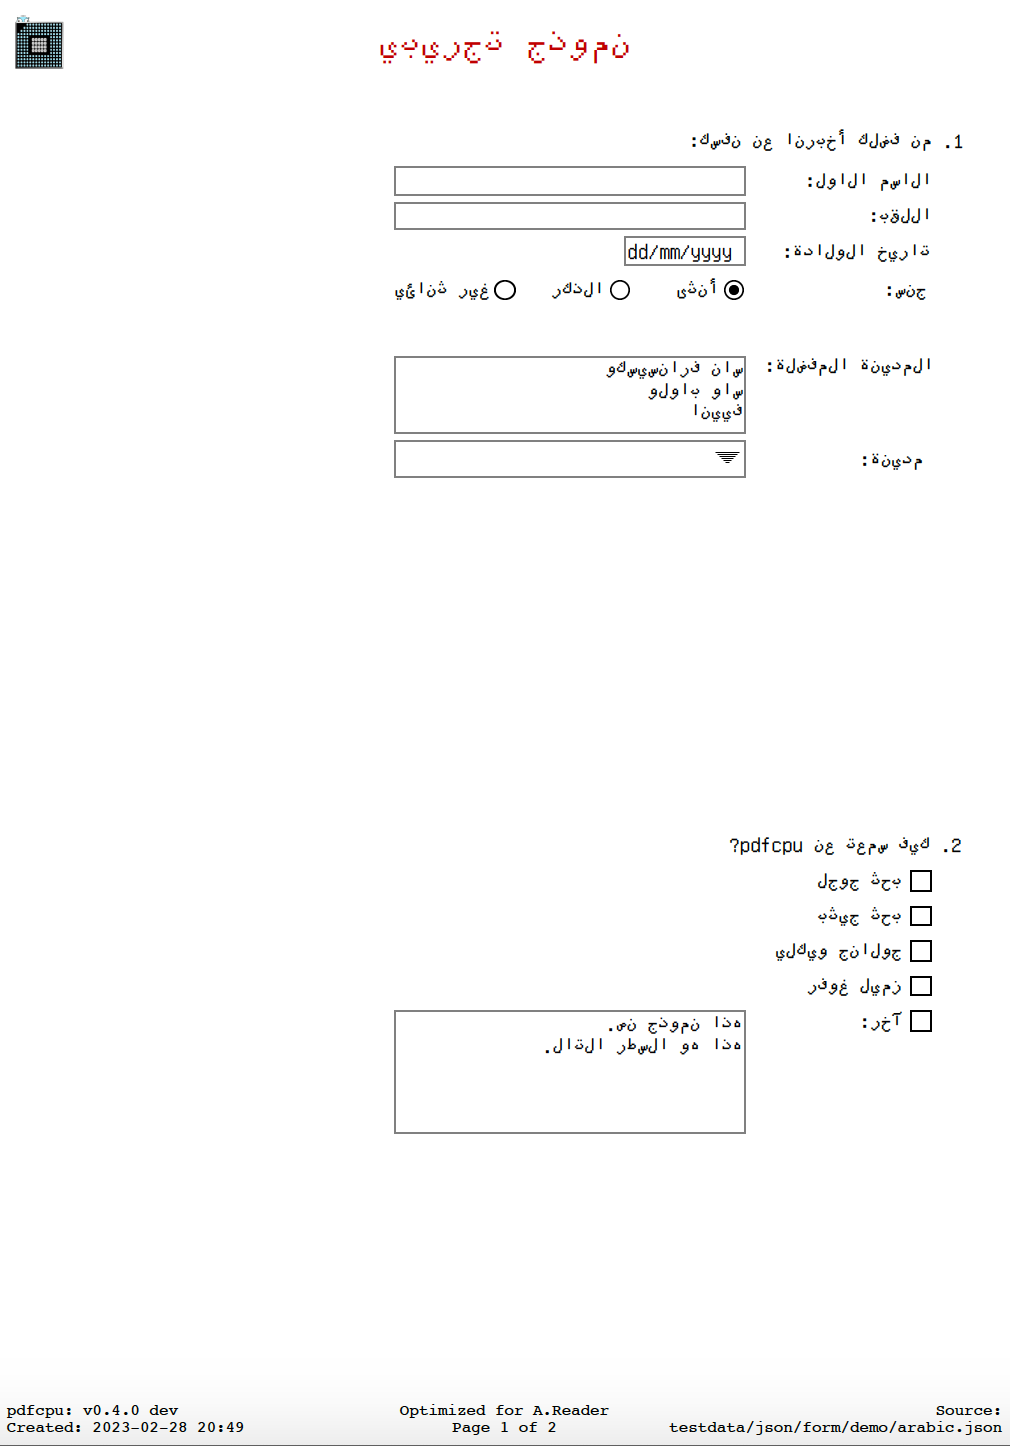 نموذج تجريبي
1. من فضلك أخبرنا عن نفسك:
الاسم الاول:
اللقب:
تاريخ الولادة: dd/mm/yyyy
جنس: أنثى الذكر غير ثنائي
المدينة المفضلة: سان فرانسيسكو
ساو باولو
فيينا
مدينة:
2. كيف سمعت عن pdfcpu?
بحث جوجل
بحث جيثب
جولانج ويكلي
زميل غوفر
آخر: هذا نموذج نص.
هذا هو السطر التال.
pdfcpu: v0.4.0 dev Optimized for A.Reader Source:
Created: 2023-02-28 20:49 Page 1 of 2 testdata/json/form/demo/arabic.json